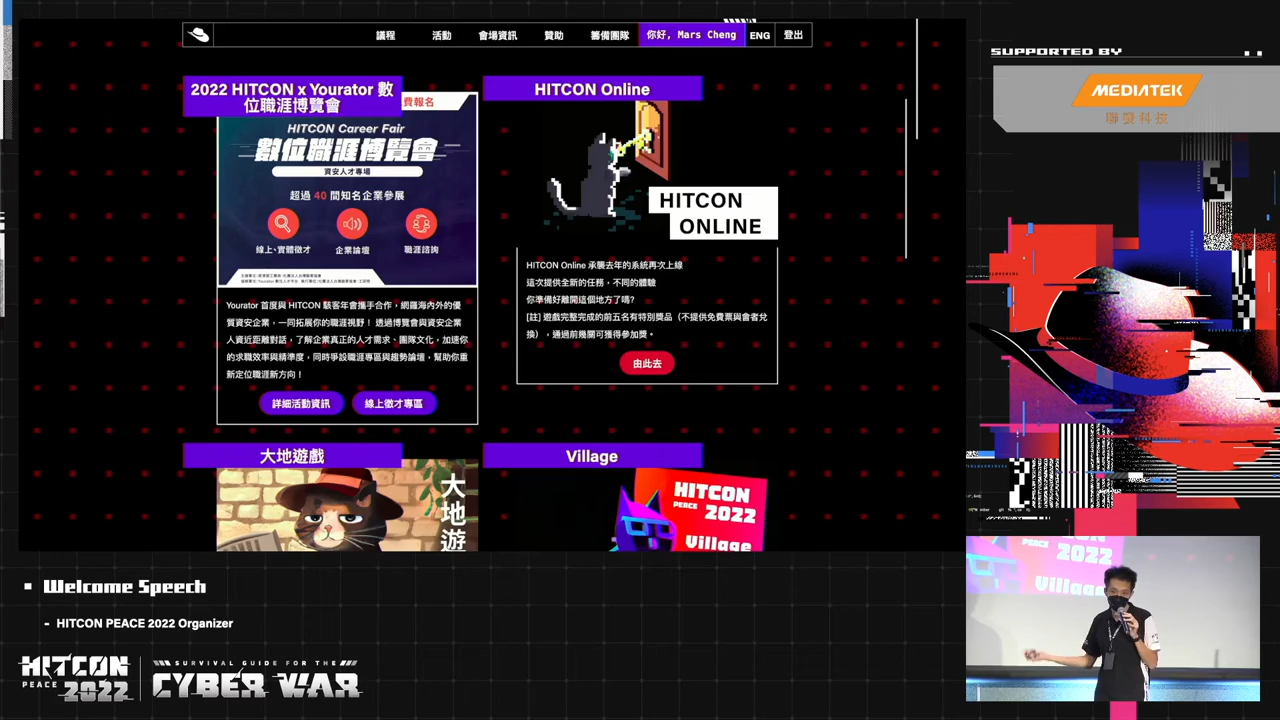 議程
活動
會場資訊
贊助
籌備團隊
你好, Mars Cheng
ENG
登出
2022 HITCON x Yourator 數
位職涯博覽會
費報名
HITCON Career Fair
數位職涯博覽會
資安人才專場
超過 40 間知名企業參展
線上、實體徵才
企業論壇
職涯諮詢
Yourator 首度與 HITCON 駭客年會攜手合作，網羅海內外的優
質資安企業，一同拓展你的職涯視野！ 透過博覽會與資安企業
人資近距離對話，了解企業真正的人才需求、團隊文化，加速你
的求職效率與精準度，同時爭設職涯專區與趨勢論壇，幫助你重
新定位職涯新方向！
詳細活動資訊
線上徵才專區
HITCON Online
HITCON
ONLINE
HITCON Online 承襲去年的系統再次上線
這次提供全新的任務，不同的體驗
你準備好離開這個地方了嗎?
[註] 遊戲完整完成的前五名有特別獎品（不提供免費票與會者兌
換），通過前幾關可獲得參加獎。
由此去
大地遊戲
大
地
遊
Village
HITCON
PEACE 2022
Village
SUPPORTED BY
MEDIATEK
聯發科技
Welcome Speech
- HITCON PEACE 2022 Organizer
HITCON
PEACE 2022
SURVIVAL GUIDE FOR THE
CYBER WAR
PEACE 2022
Village